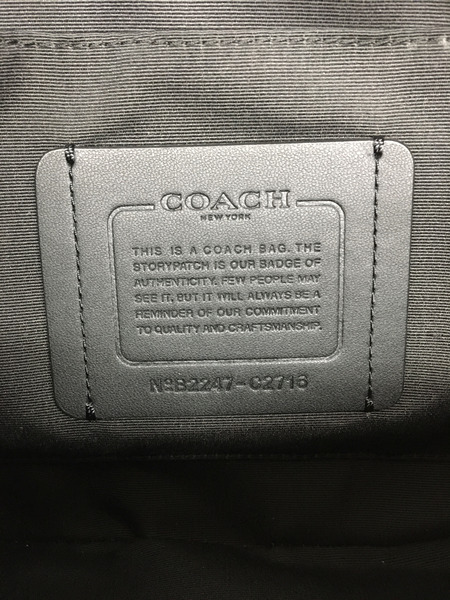 COACH
NEW YORK
THIS IS A COACH BAG. THE
STORYPATCH IS OUR BADGE OF
AUTHENTICITY. FEW PEOPLE MAY
SEE IT, BUT IT WILL ALWAYS BE A
REMINDER OF OUR COMMITMENT
TO QUALITY AND CRAFTSMANSHIP.
No B2247-C2716